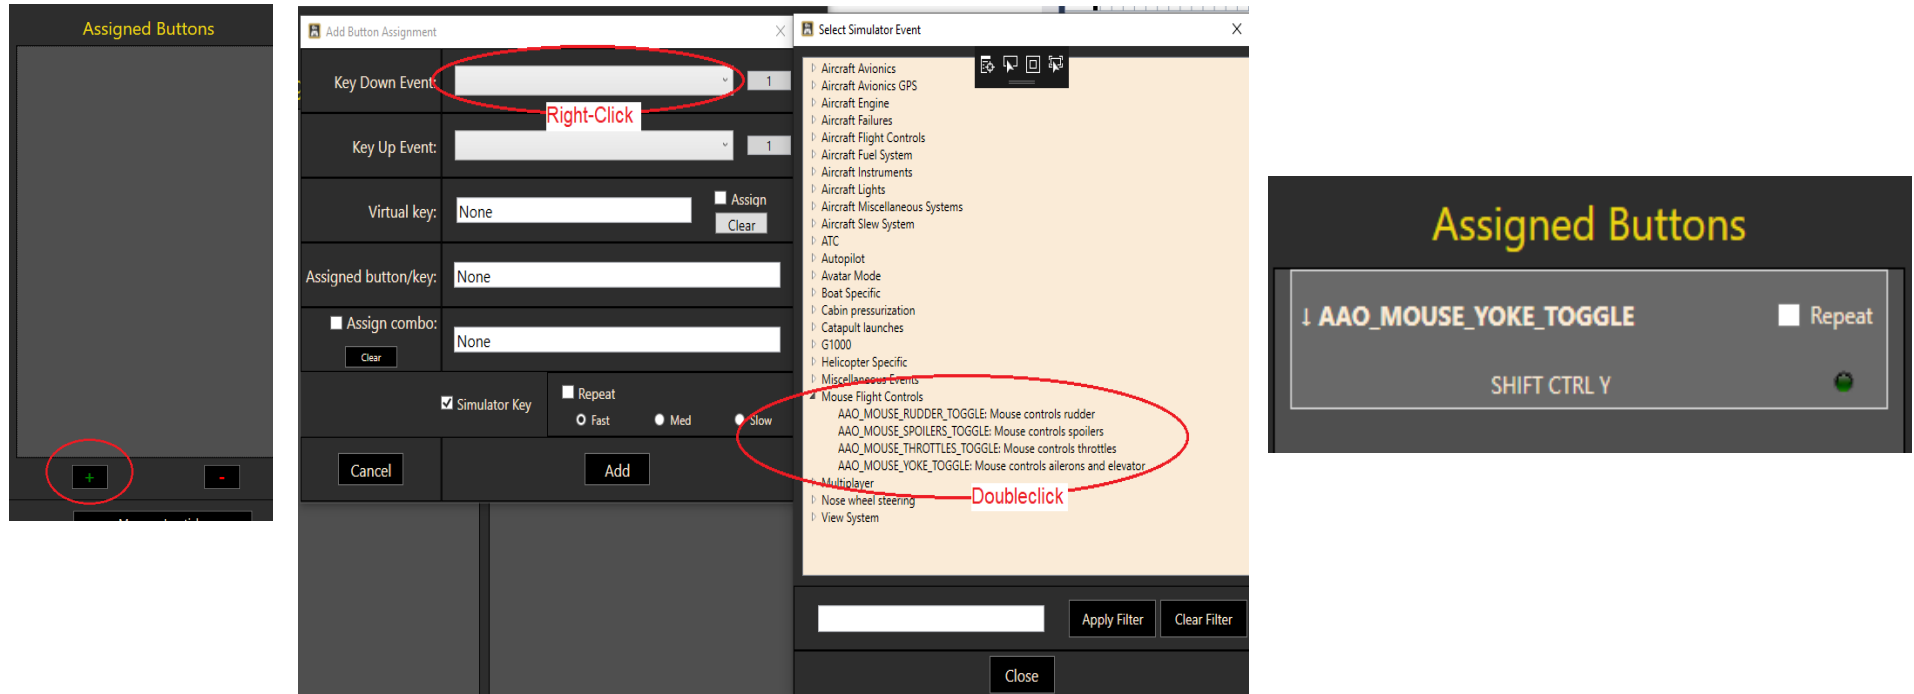 Assigned Buttons
+
-
Add Button Assignment
Key Down Event:
1
Right-Click
Key Up Event:
1
Virtual key:
None
Assign
Clear
Assigned button/key:
None
Assign combo:
Clear
None
Simulator Key
Repeat
Fast
Med
Slow
Cancel
Add
Select Simulator Event
Aircraft Avionics
Aircraft Avionics GPS
Aircraft Engine
Aircraft Failures
Aircraft Flight Controls
Aircraft Fuel System
Aircraft Instruments
Aircraft Lights
Aircraft Miscellaneous Systems
Aircraft Slew System
ATC
Autopilot
Avatar Mode
Boat Specific
Cabin pressurization
Catapult launches
G1000
Helicopter Specific
Miscellaneous Events
Mouse Flight Controls
AAO_MOUSE_RUDDER_TOGGLE: Mouse controls rudder
AAO_MOUSE_SPOILERS_TOGGLE: Mouse controls spoilers
AAO_MOUSE_THROTTLES_TOGGLE: Mouse controls throttles
AAO_MOUSE_YOKE_TOGGLE: Mouse controls ailerons and elevator
Multiplayer
Nose wheel steering
View System
Doubleclick
Apply Filter
Clear Filter
Close
Assigned Buttons
↓ AAO_MOUSE_YOKE_TOGGLE
Repeat
SHIFT CTRL Y